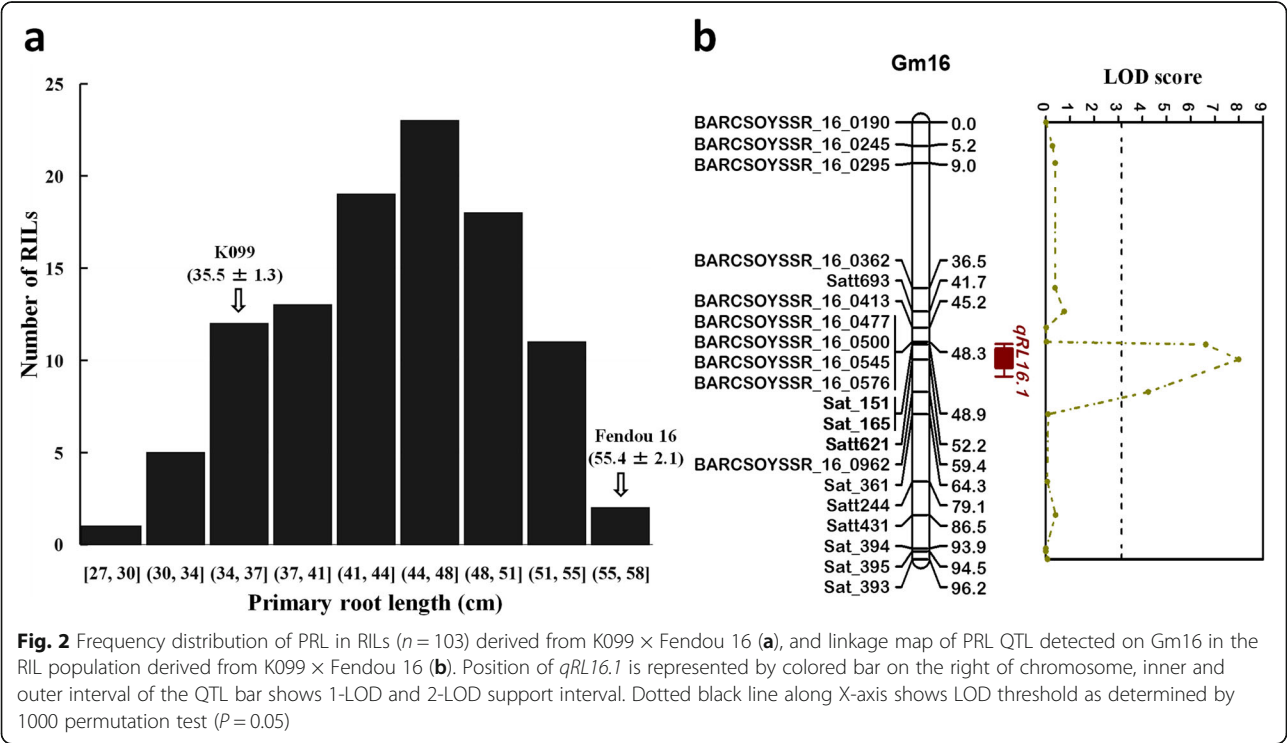 a
25
20
15
10
5
0
Number of RILs
K099
(35.5 ± 1.3)
Fendou 16
(55.4 ± 2.1)
[27, 30] (30, 34] (34, 37] (37, 41] (41, 44] (44, 48] (48, 51] (51, 55] (55, 58]
Primary root length (cm)
b
Gm16
LOD score
0 1 2 3 4 5 6 7 8 9
BARCSOYSSR_16_0190 0.0
BARCSOYSSR_16_0245 5.2
BARCSOYSSR_16_0295 9.0
BARCSOYSSR_16_0362 36.5
Satt693 41.7
BARCSOYSSR_16_0413 45.2
BARCSOYSSR_16_0477
BARCSOYSSR_16_0500
48.3
BARCSOYSSR_16_0545
BARCSOYSSR_16_0576
Sat_151
48.9
Sat_165
Satt621 52.2
BARCSOYSSR_16_0962 59.4
Sat_361 64.3
Satt244 79.1
Satt431 86.5
Sat_394 93.9
Sat_395 94.5
Sat_393 96.2
qRL16.1
Fig. 2 Frequency distribution of PRL in RILs (n = 103) derived from K099 × Fendou 16 (a), and linkage map of PRL QTL detected on Gm16 in the
RIL population derived from K099 × Fendou 16 (b). Position of qRL16.1 is represented by colored bar on the right of chromosome, inner and
outer interval of the QTL bar shows 1-LOD and 2-LOD support interval. Dotted black line along X-axis shows LOD threshold as determined by
1000 permutation test (P = 0.05)